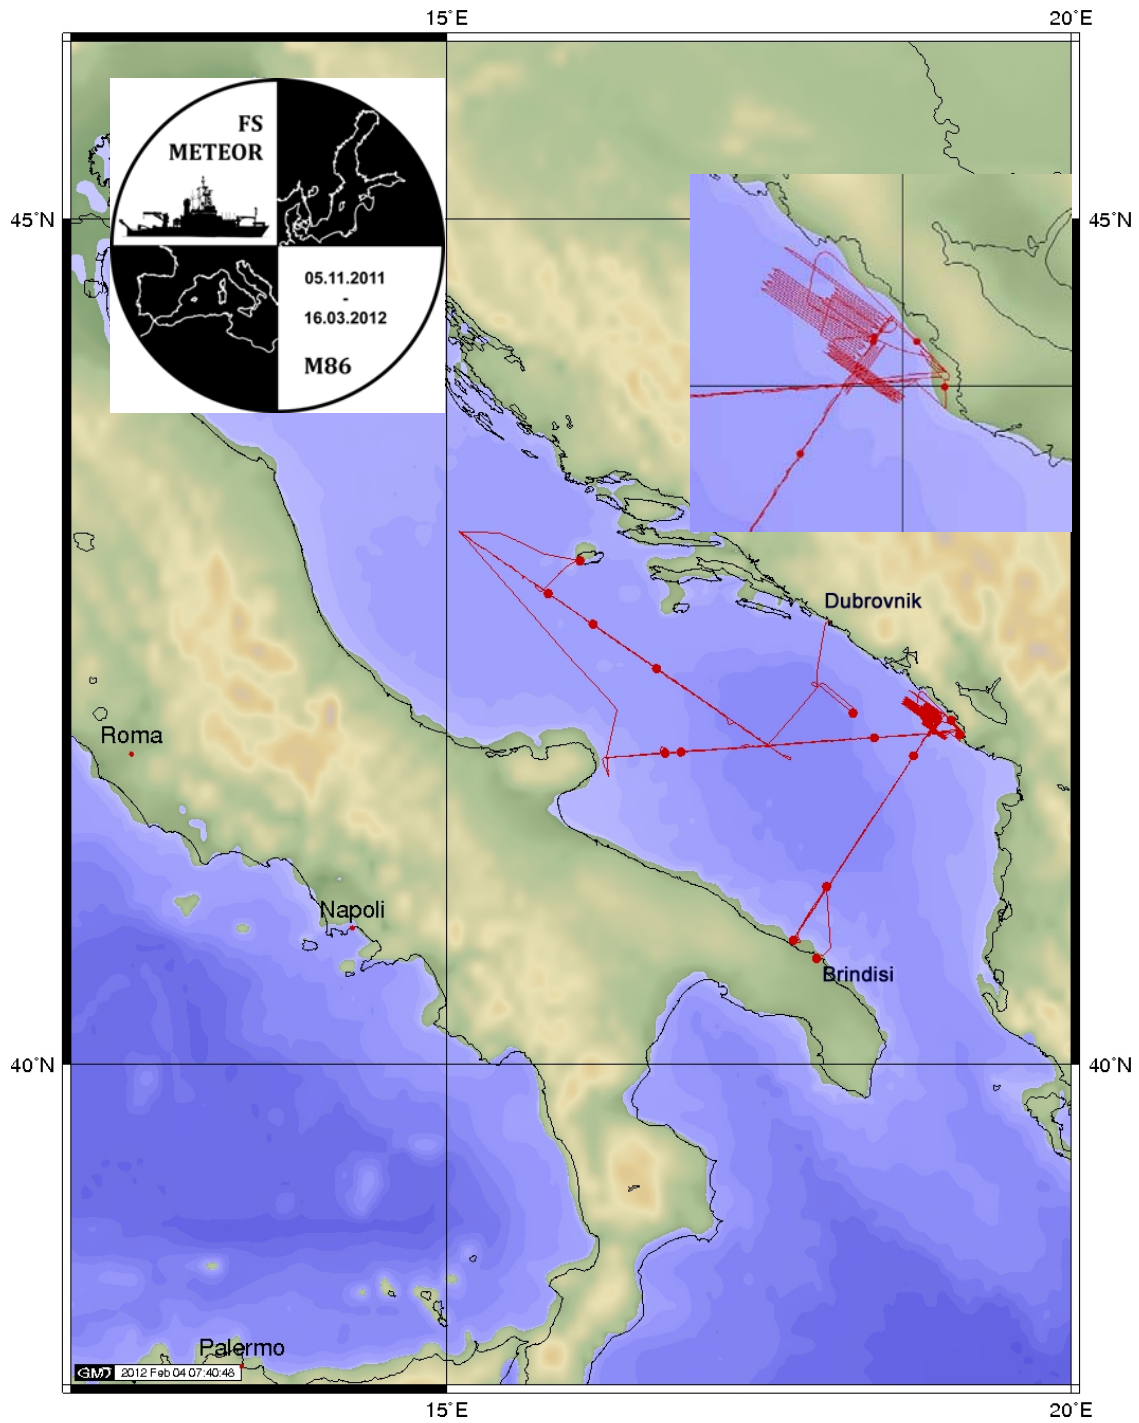 15°E
20°E
FS
METEOR
05.11.2011
-
16.03.2012
M86
45°N
45°N
Dubrovnik
Roma
Napoli
Brindisi
40°N
40°N
Palermo
GMT 2012 Feb 04 07:40:48
15°E
20°E